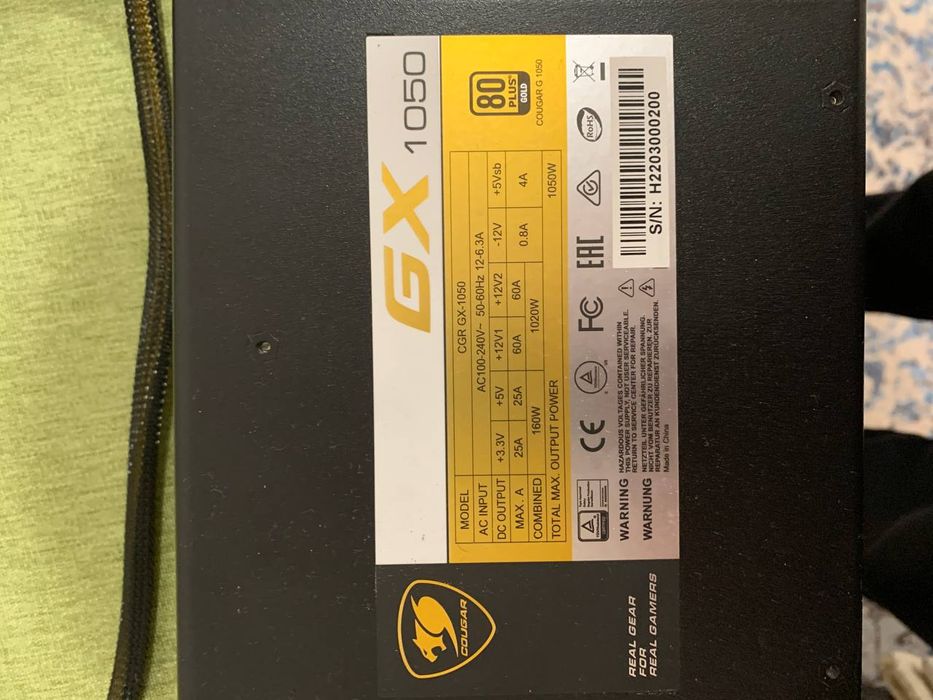 COUGAR
REAL GEAR
FOR
REAL GAMERS
GX 1050
MODEL CGR GX-1050
AC INPUT AC100-240V~ 50-60Hz 12-6.3A
DC OUTPUT +3.3V +5V +12V1 +12V2 -12V +5Vsb
MAX . A 25A 25A 60A 60A 0.8A 4A
COMBINED 160W 1020W
TOTAL MAX. OUTPUT POWER 1050W
80
PLUS
GOLD
COUGAR G 1050
CE FC EAC RoHS
WARNING HAZARDOUS VOLTAGES CONTAINED WITHIN
THIS POWER SUPPLY, NOT USER SERVICEABLE.
RETURN TO SERVICE CENTER FOR REPAIR.
WARNUNG NETZTEIL UNTER GEFÄHRLICHER SPANNUNG.
NICHT VOM BENUTZER ZU REPARIEREN, ZUR
REPARATUR AN KUNDENDIENST ZURÜCKSENDEN.
Made in China
S/N: H2203000200